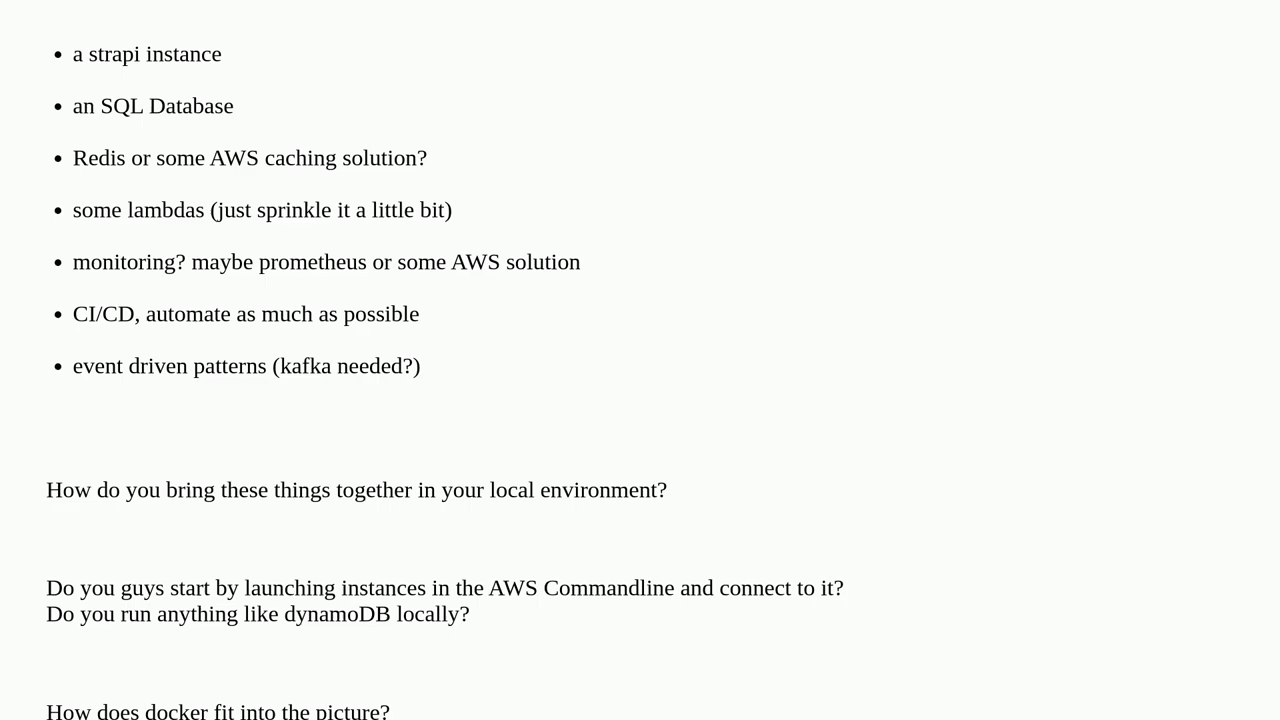 • a strapi instance
• an SQL Database
• Redis or some AWS caching solution?
• some lambdas (just sprinkle it a little bit)
• monitoring? maybe prometheus or some AWS solution
• CI/CD, automate as much as possible
• event driven patterns (kafka needed?)
How do you bring these things together in your local environment?
Do you guys start by launching instances in the AWS Commandline and connect to it?
Do you run anything like dynamoDB locally?
How does docker fit into the picture?